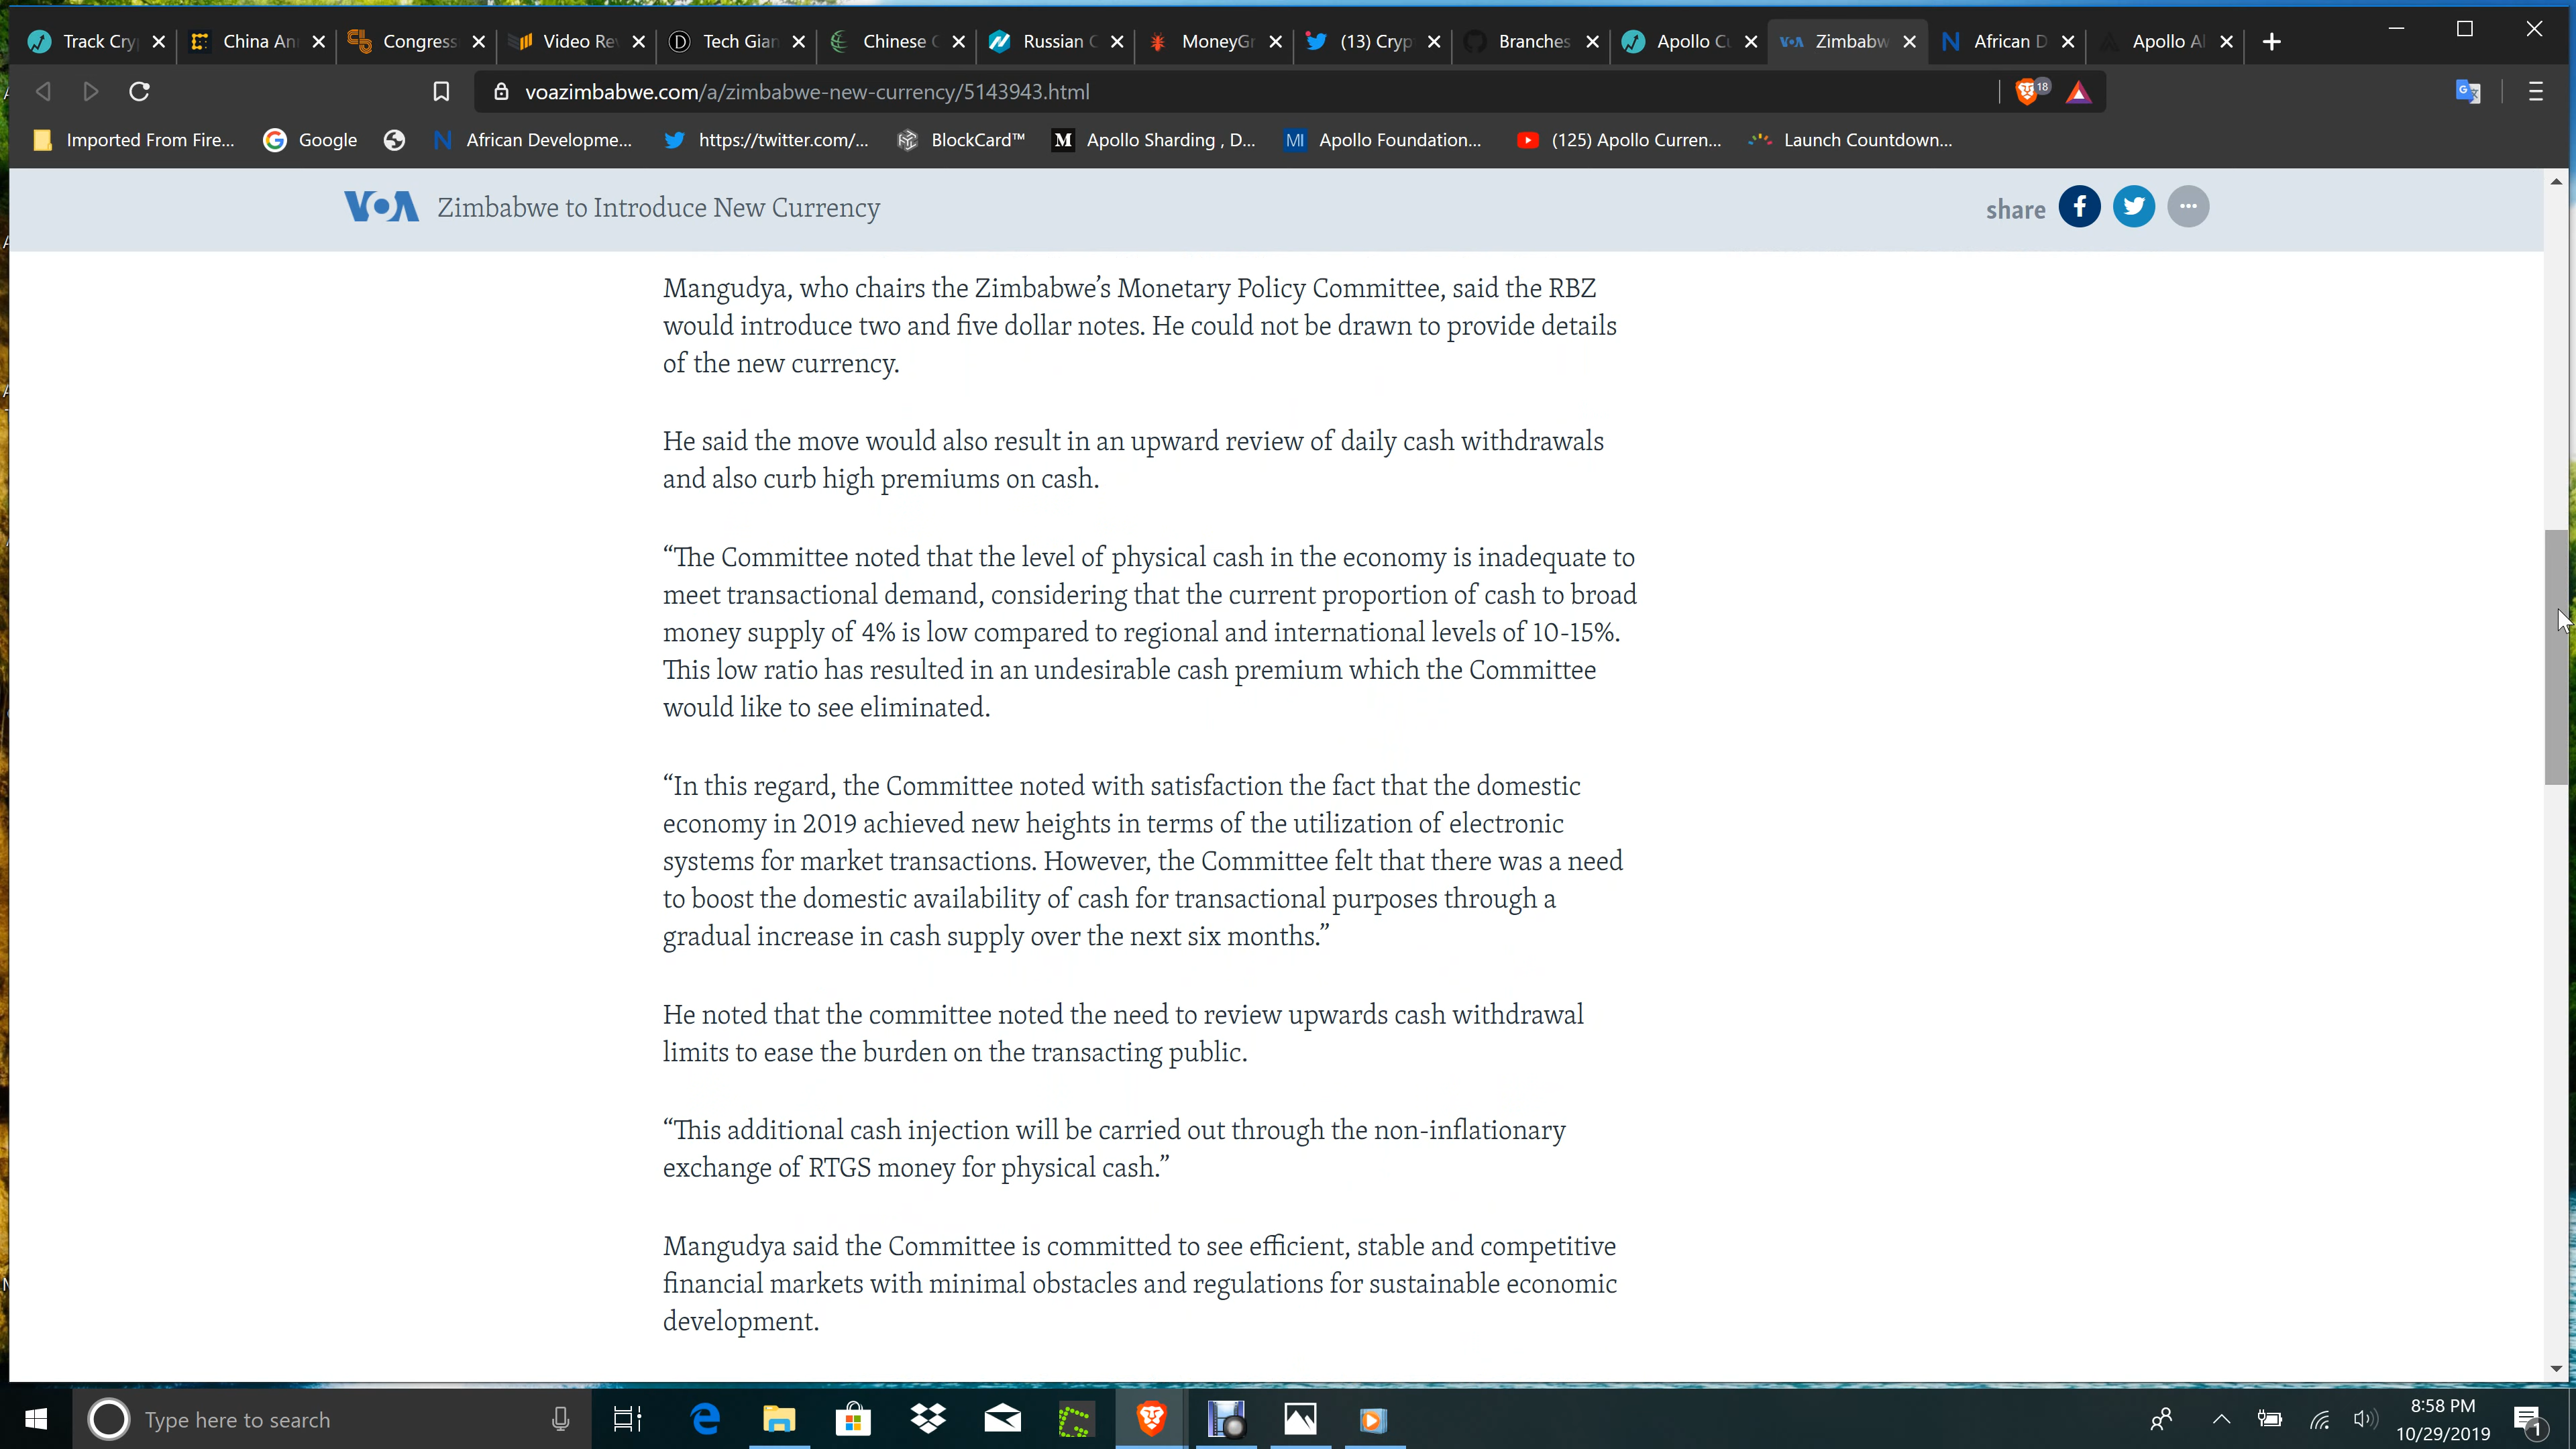 Track Cry
China An
Congress
Video Rev
Tech Gian
Chinese C
Russian C
MoneyGr
(13) Cryp
Branches
Apollo Cu
Zimbabw
African D
Apollo Al
voazimbabwe.com/a/zimbabwe-new-currency/5143943.html
18
Imported From Fire...
Google
African Developme...
https://twitter.com/...
BlockCard™
Apollo Sharding , D...
Apollo Foundation...
(125) Apollo Curren...
Launch Countdown...
VOA Zimbabwe to Introduce New Currency
share
Mangudya, who chairs the Zimbabwe’s Monetary Policy Committee, said the RBZ
would introduce two and five dollar notes. He could not be drawn to provide details
of the new currency.
He said the move would also result in an upward review of daily cash withdrawals
and also curb high premiums on cash.
“The Committee noted that the level of physical cash in the economy is inadequate to
meet transactional demand, considering that the current proportion of cash to broad
money supply of 4% is low compared to regional and international levels of 10-15%.
This low ratio has resulted in an undesirable cash premium which the Committee
would like to see eliminated.
“In this regard, the Committee noted with satisfaction the fact that the domestic
economy in 2019 achieved new heights in terms of the utilization of electronic
systems for market transactions. However, the Committee felt that there was a need
to boost the domestic availability of cash for transactional purposes through a
gradual increase in cash supply over the next six months.”
He noted that the committee noted the need to review upwards cash withdrawal
limits to ease the burden on the transacting public.
“This additional cash injection will be carried out through the non-inflationary
exchange of RTGS money for physical cash.”
Mangudya said the Committee is committed to see efficient, stable and competitive
financial markets with minimal obstacles and regulations for sustainable economic
development.
Type here to search
8:58 PM
10/29/2019
1